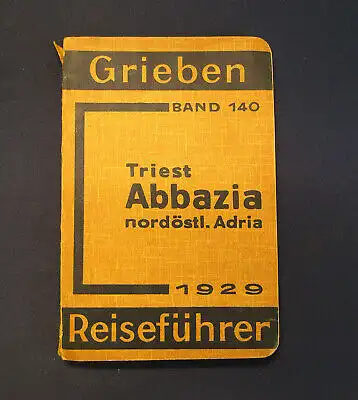 Grieben
BAND 140
Triest
Abbazia
nordöstl. Adria
1929
Reiseführer